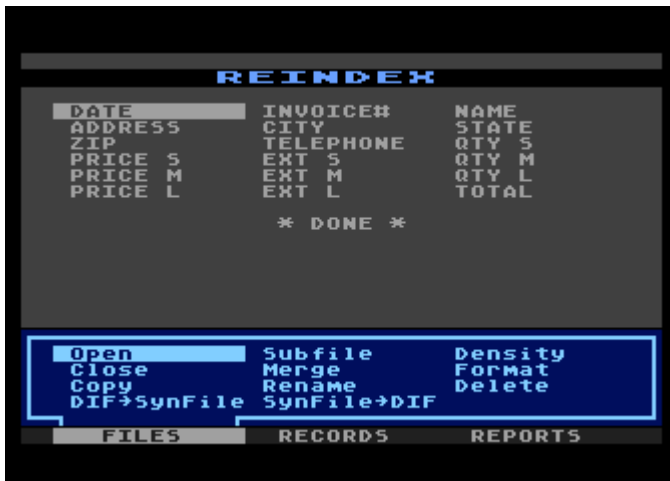 REINDEX
DATE INVOICE# NAME
ADDRESS CITY STATE
ZIP TELEPHONE QTY S
PRICE S EXT S QTY M
PRICE M EXT M QTY L
PRICE L EXT L TOTAL
* DONE *
Open Subfile Density
Close Merge Format
Copy Rename Delete
DIF→SynFile SynFile→DIF
FILES RECORDS REPORTS